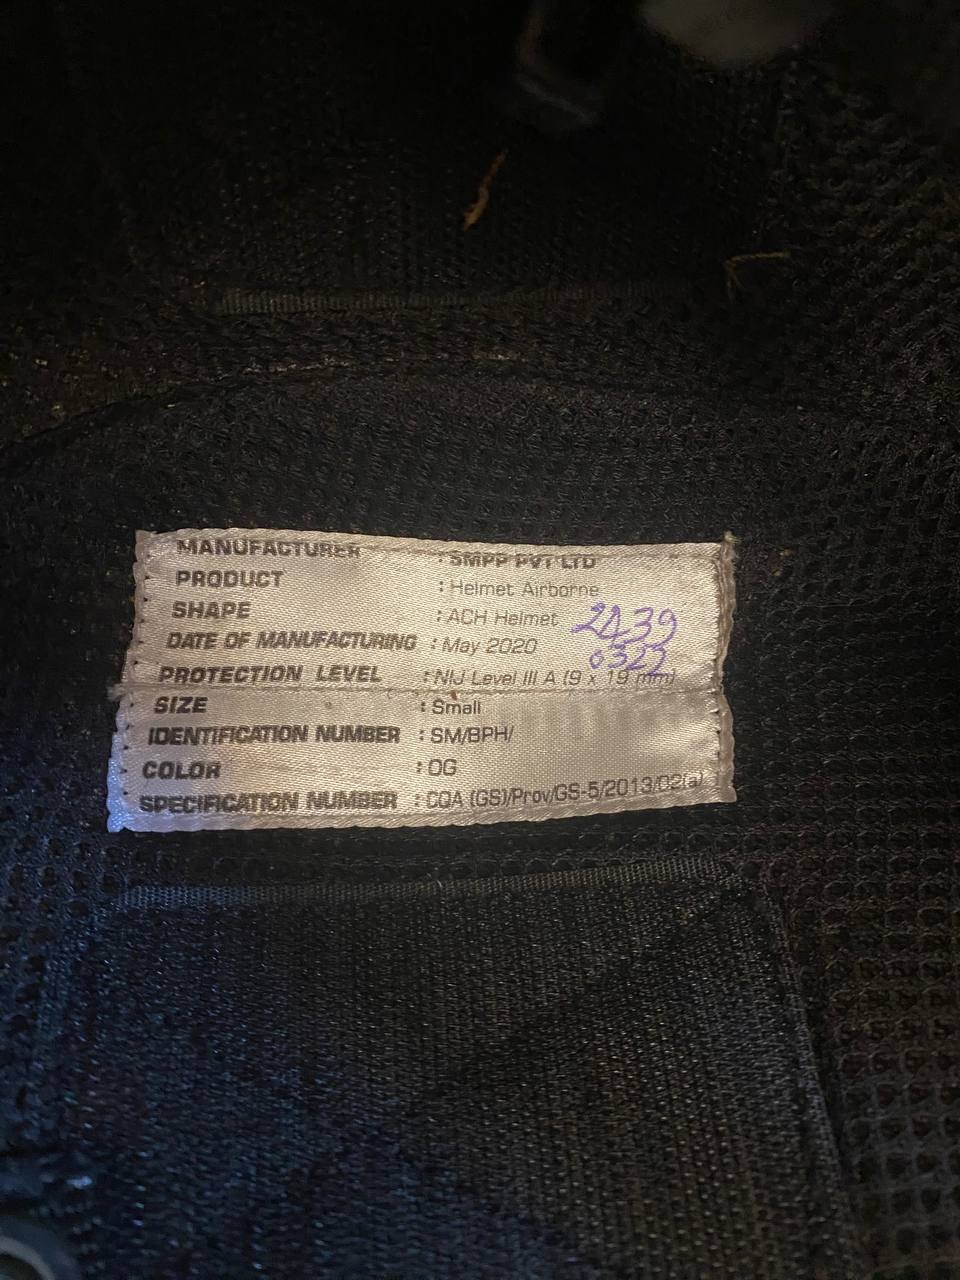 MANUFACTURER : SMPP PVT LTD
PRODUCT : Helmet Airborne
SHAPE : ACH Helmet
DATE OF MANUFACTURING : May 2020
PROTECTION LEVEL : NIJ Level III A (9 x 19 mm)
SIZE : Small
IDENTIFICATION NUMBER : SM/BPH/
COLOR : OG
SPECIFICATION NUMBER : CQA (GS)/Prov/GS-5/2013/02(a)